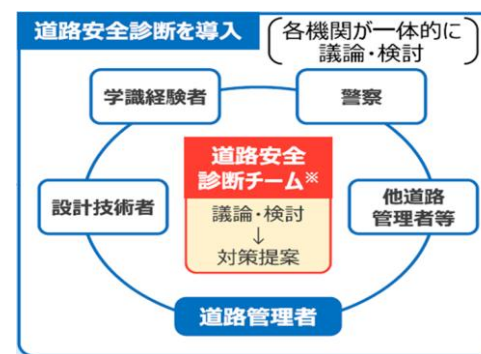 道路安全診断を導入
各機関が一体的に
議論・検討
学識経験者
警察
道路安全
診断チーム※
設計技術者
議論・検討
↓
対策提案
他道路
管理者等
道路管理者